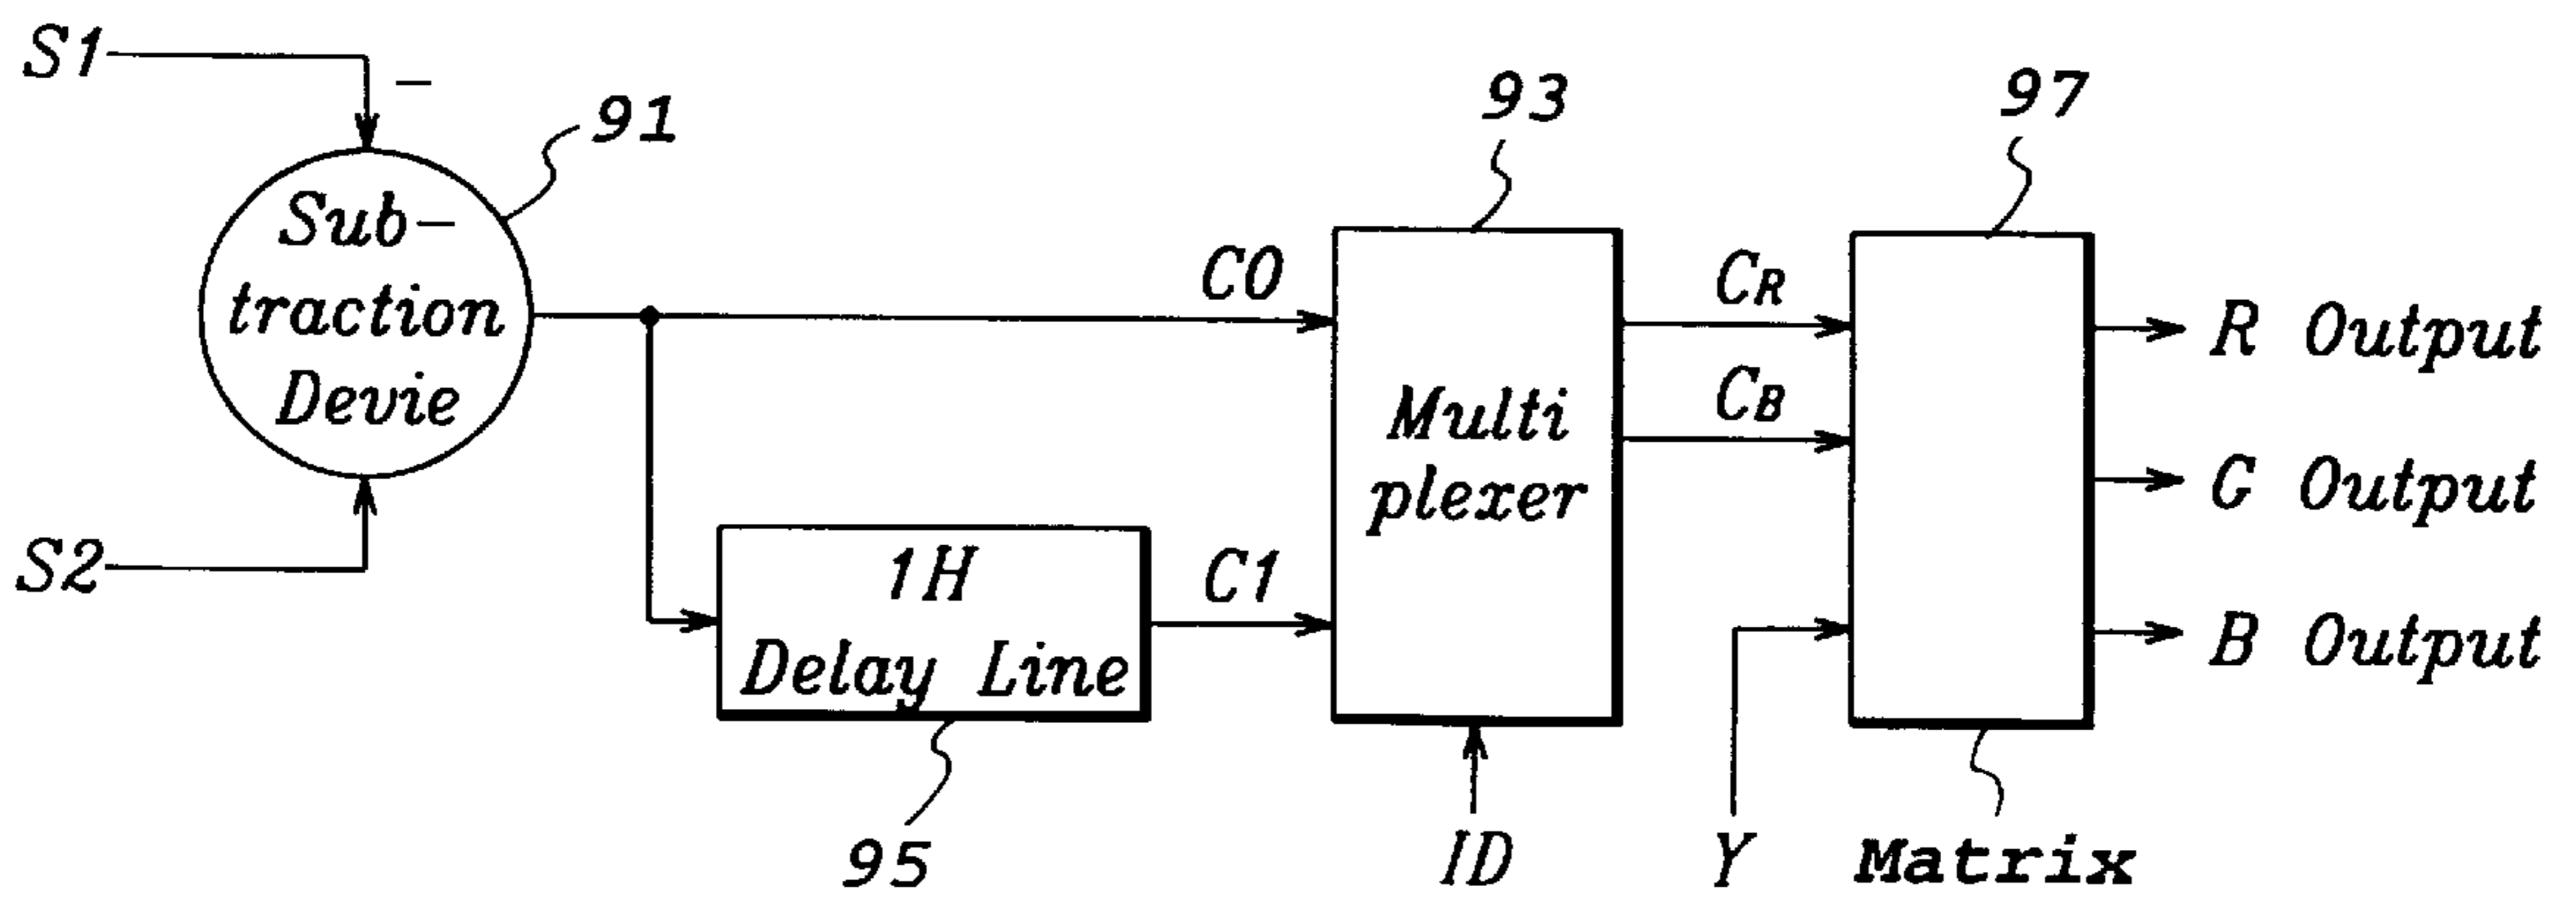 S1
−
91
Sub-
traction
Devie
S2
C0
1H
Delay Line
95
C1
93
Multi
plexer
ID
CR
CB
Y
97
Matrix
R Output
G Output
B Output